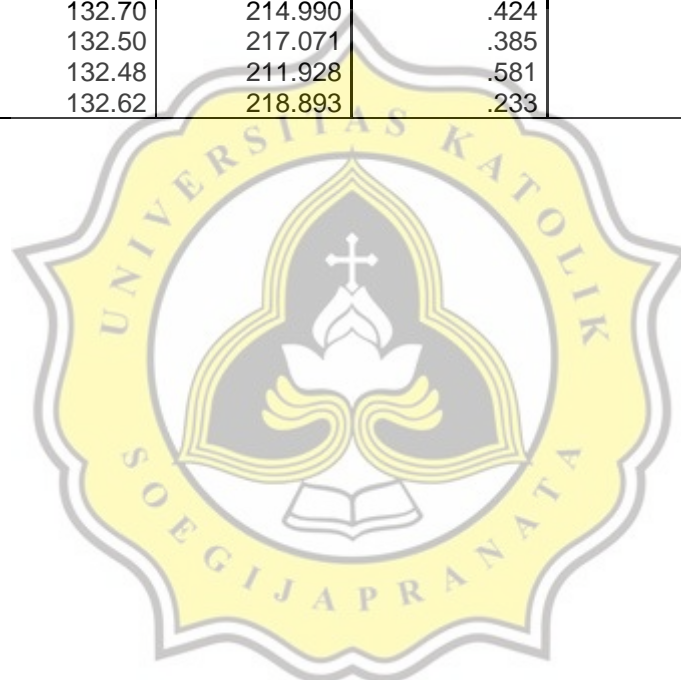 132.70 214.990 .424
132.50 217.071 .385
132.48 211.928 .581
132.62 218.893 .233
UNIVERSITAS KATOLIK
SOEGIJAPRANATA